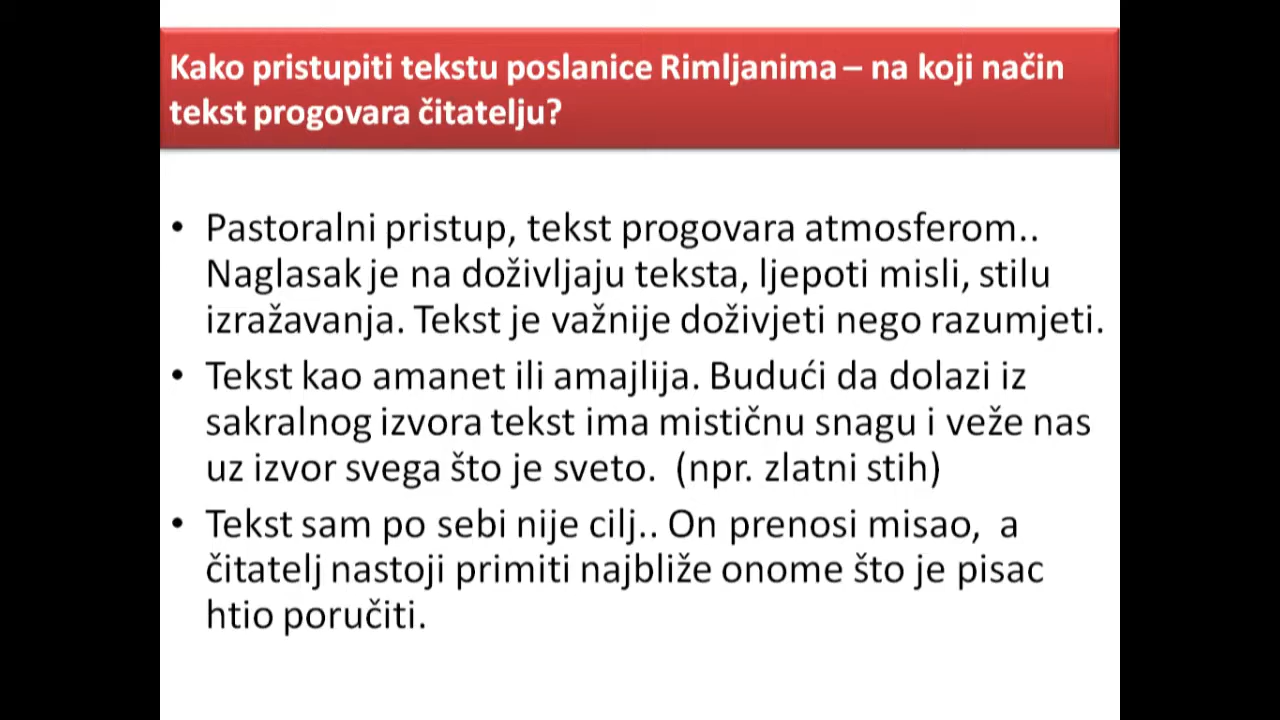 Kako pristupiti tekstu poslanice Rimljanima – na koji način
tekst progovara čitatelju?
• Pastoralni pristup, tekst progovara atmosferom..
Naglasak je na doživljaju teksta, ljepoti misli, stilu
izražavanja. Tekst je važnije doživjeti nego razumjeti.
• Tekst kao amanet ili amajlija. Budući da dolazi iz
sakralnog izvora tekst ima mističnu snagu i veže nas
uz izvor svega što je sveto.  (npr. zlatni stih)
• Tekst sam po sebi nije cilj.. On prenosi misao,  a
čitatelj nastoji primiti najbliže onome što je pisac
htio poručiti.